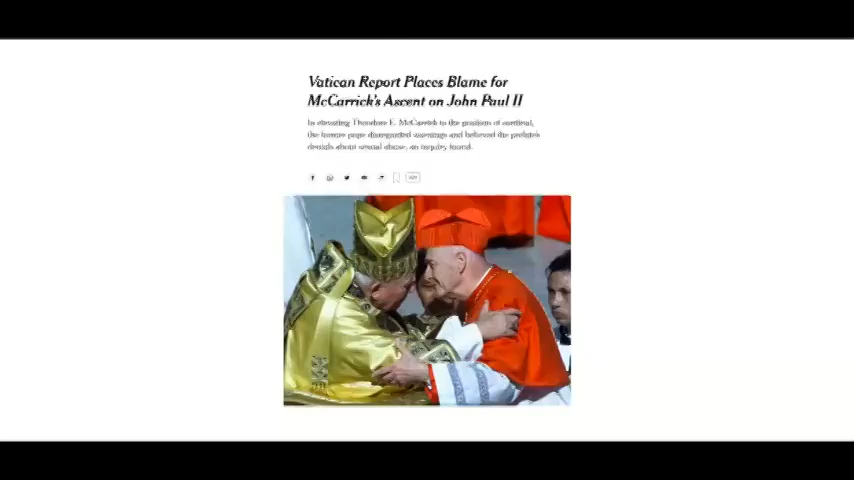 Vatican Report Places Blame for
McCarrick's Ascent on John Paul II
In elevating Theodore E. McCarrick to the position of cardinal,
the former pope disregarded warnings and believed the prelate's
denials about sexual abuse, an inquiry found.